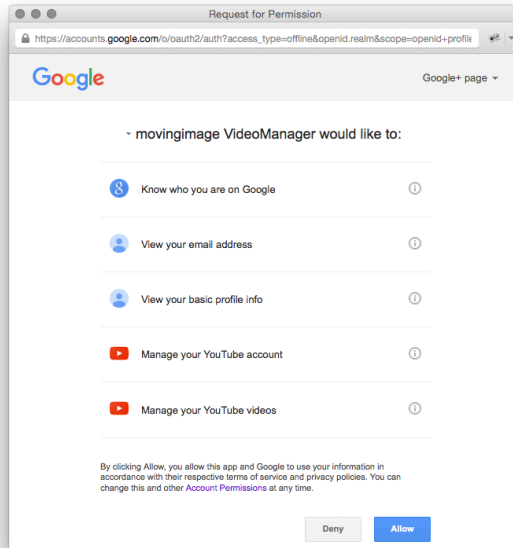 Request for Permission
https://accounts.google.com/o/oauth2/auth?access_type=offline&openid.realm&scope=openid+profile
Google
Google+ page
movingimage VideoManager would like to:
8 Know who you are on Google
View your email address
View your basic profile info
Manage your YouTube account
Manage your YouTube videos
By clicking Allow, you allow this app and Google to use your information in
accordance with their respective terms of service and privacy policies. You can
change this and other Account Permissions at any time.
Deny Allow